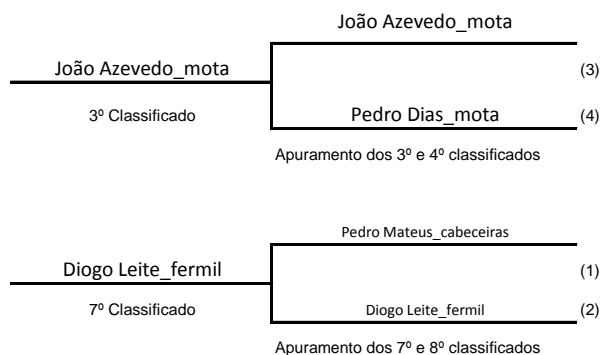 João Azevedo_mota
João Azevedo_mota
(3)
3º Classificado
Pedro Dias_mota
(4)
Apuramento dos 3º e 4º classificados
Pedro Mateus_cabeceiras
Diogo Leite_fermil
(1)
7º Classificado
Diogo Leite_fermil
(2)
Apuramento dos 7º e 8º classificados